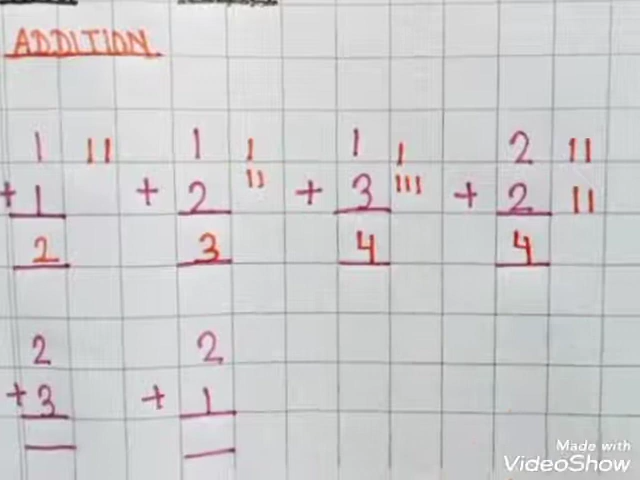 ADDITION
1 11 1 1 1 1 2 11
+1 + 2 11 + 3 111 + 2 11
2 3 4 4
2 2
+3 + 1
Made with
VideoShow